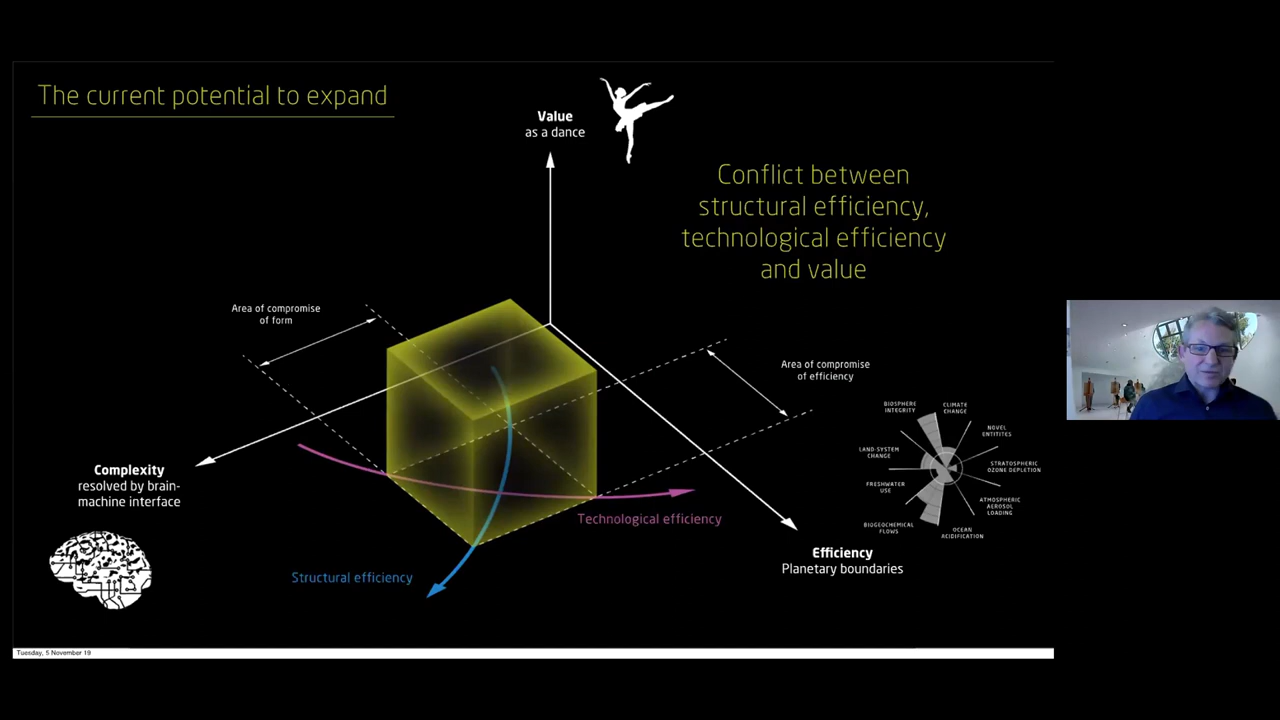 The current potential to expand
Value
as a dance
Conflict between
structural efficiency,
technological efficiency
and value
Area of compromise
of form
Area of compromise
of efficiency
BIOSPHERE
INTEGRITY
CLIMATE
CHANGE
NOVEL
ENTITITES
LAND-SYSTEM
CHANGE
STRATOSPHERIC
OZONE DEPLETION
FRESHWATER
USE
ATMOSPHERIC
AEROSOL
LOADING
BIOGEOCHEMICAL
FLOWS
OCEAN
ACIDIFICATION
Complexity
resolved by brain-
machine interface
Technological efficiency
Efficiency
Planetary boundaries
Structural efficiency
Tuesday, 5 November 19